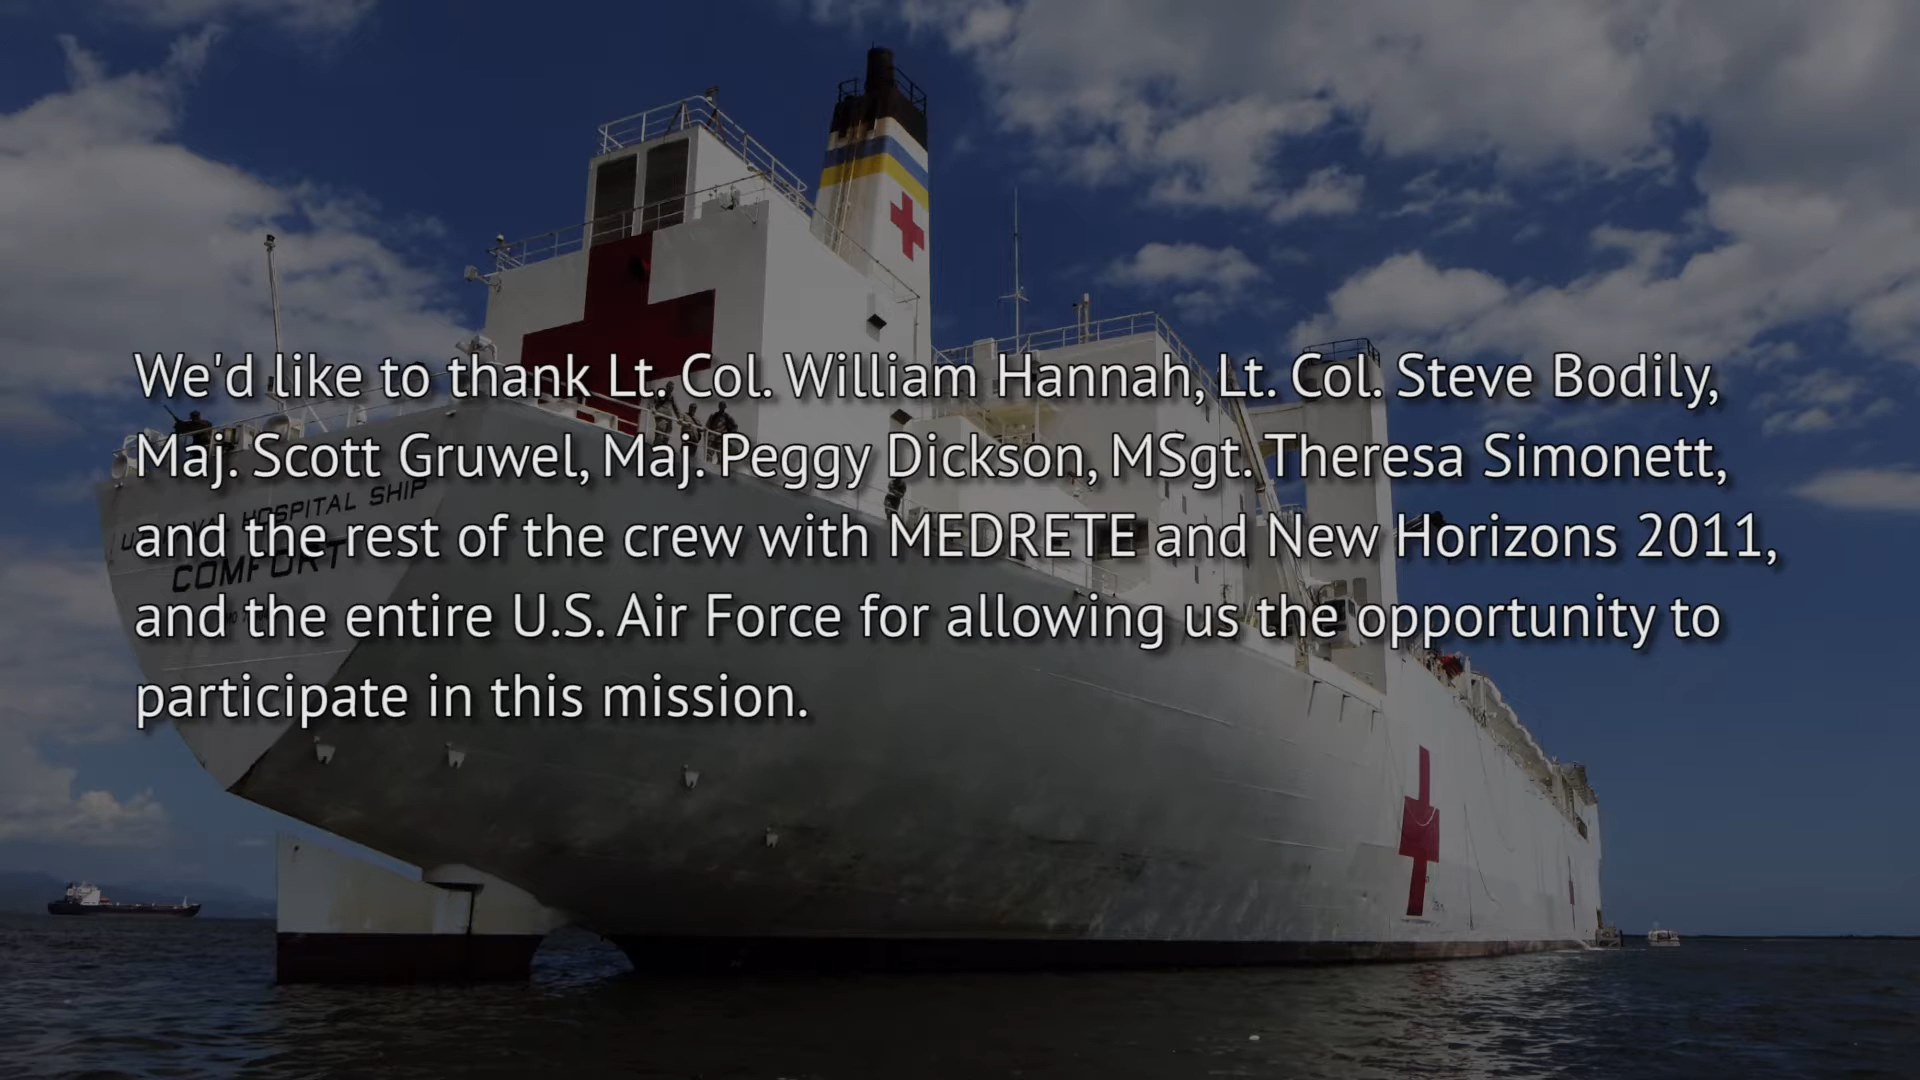 We'd like to thank Lt. Col. William Hannah, Lt. Col. Steve Bodily,
Maj. Scott Gruwel, Maj. Peggy Dickson, MSgt. Theresa Simonett,
and the rest of the crew with MEDRETE and New Horizons 2011,
and the entire U.S. Air Force for allowing us the opportunity to
participate in this mission.
HOSPITAL SHIP
COMFORT